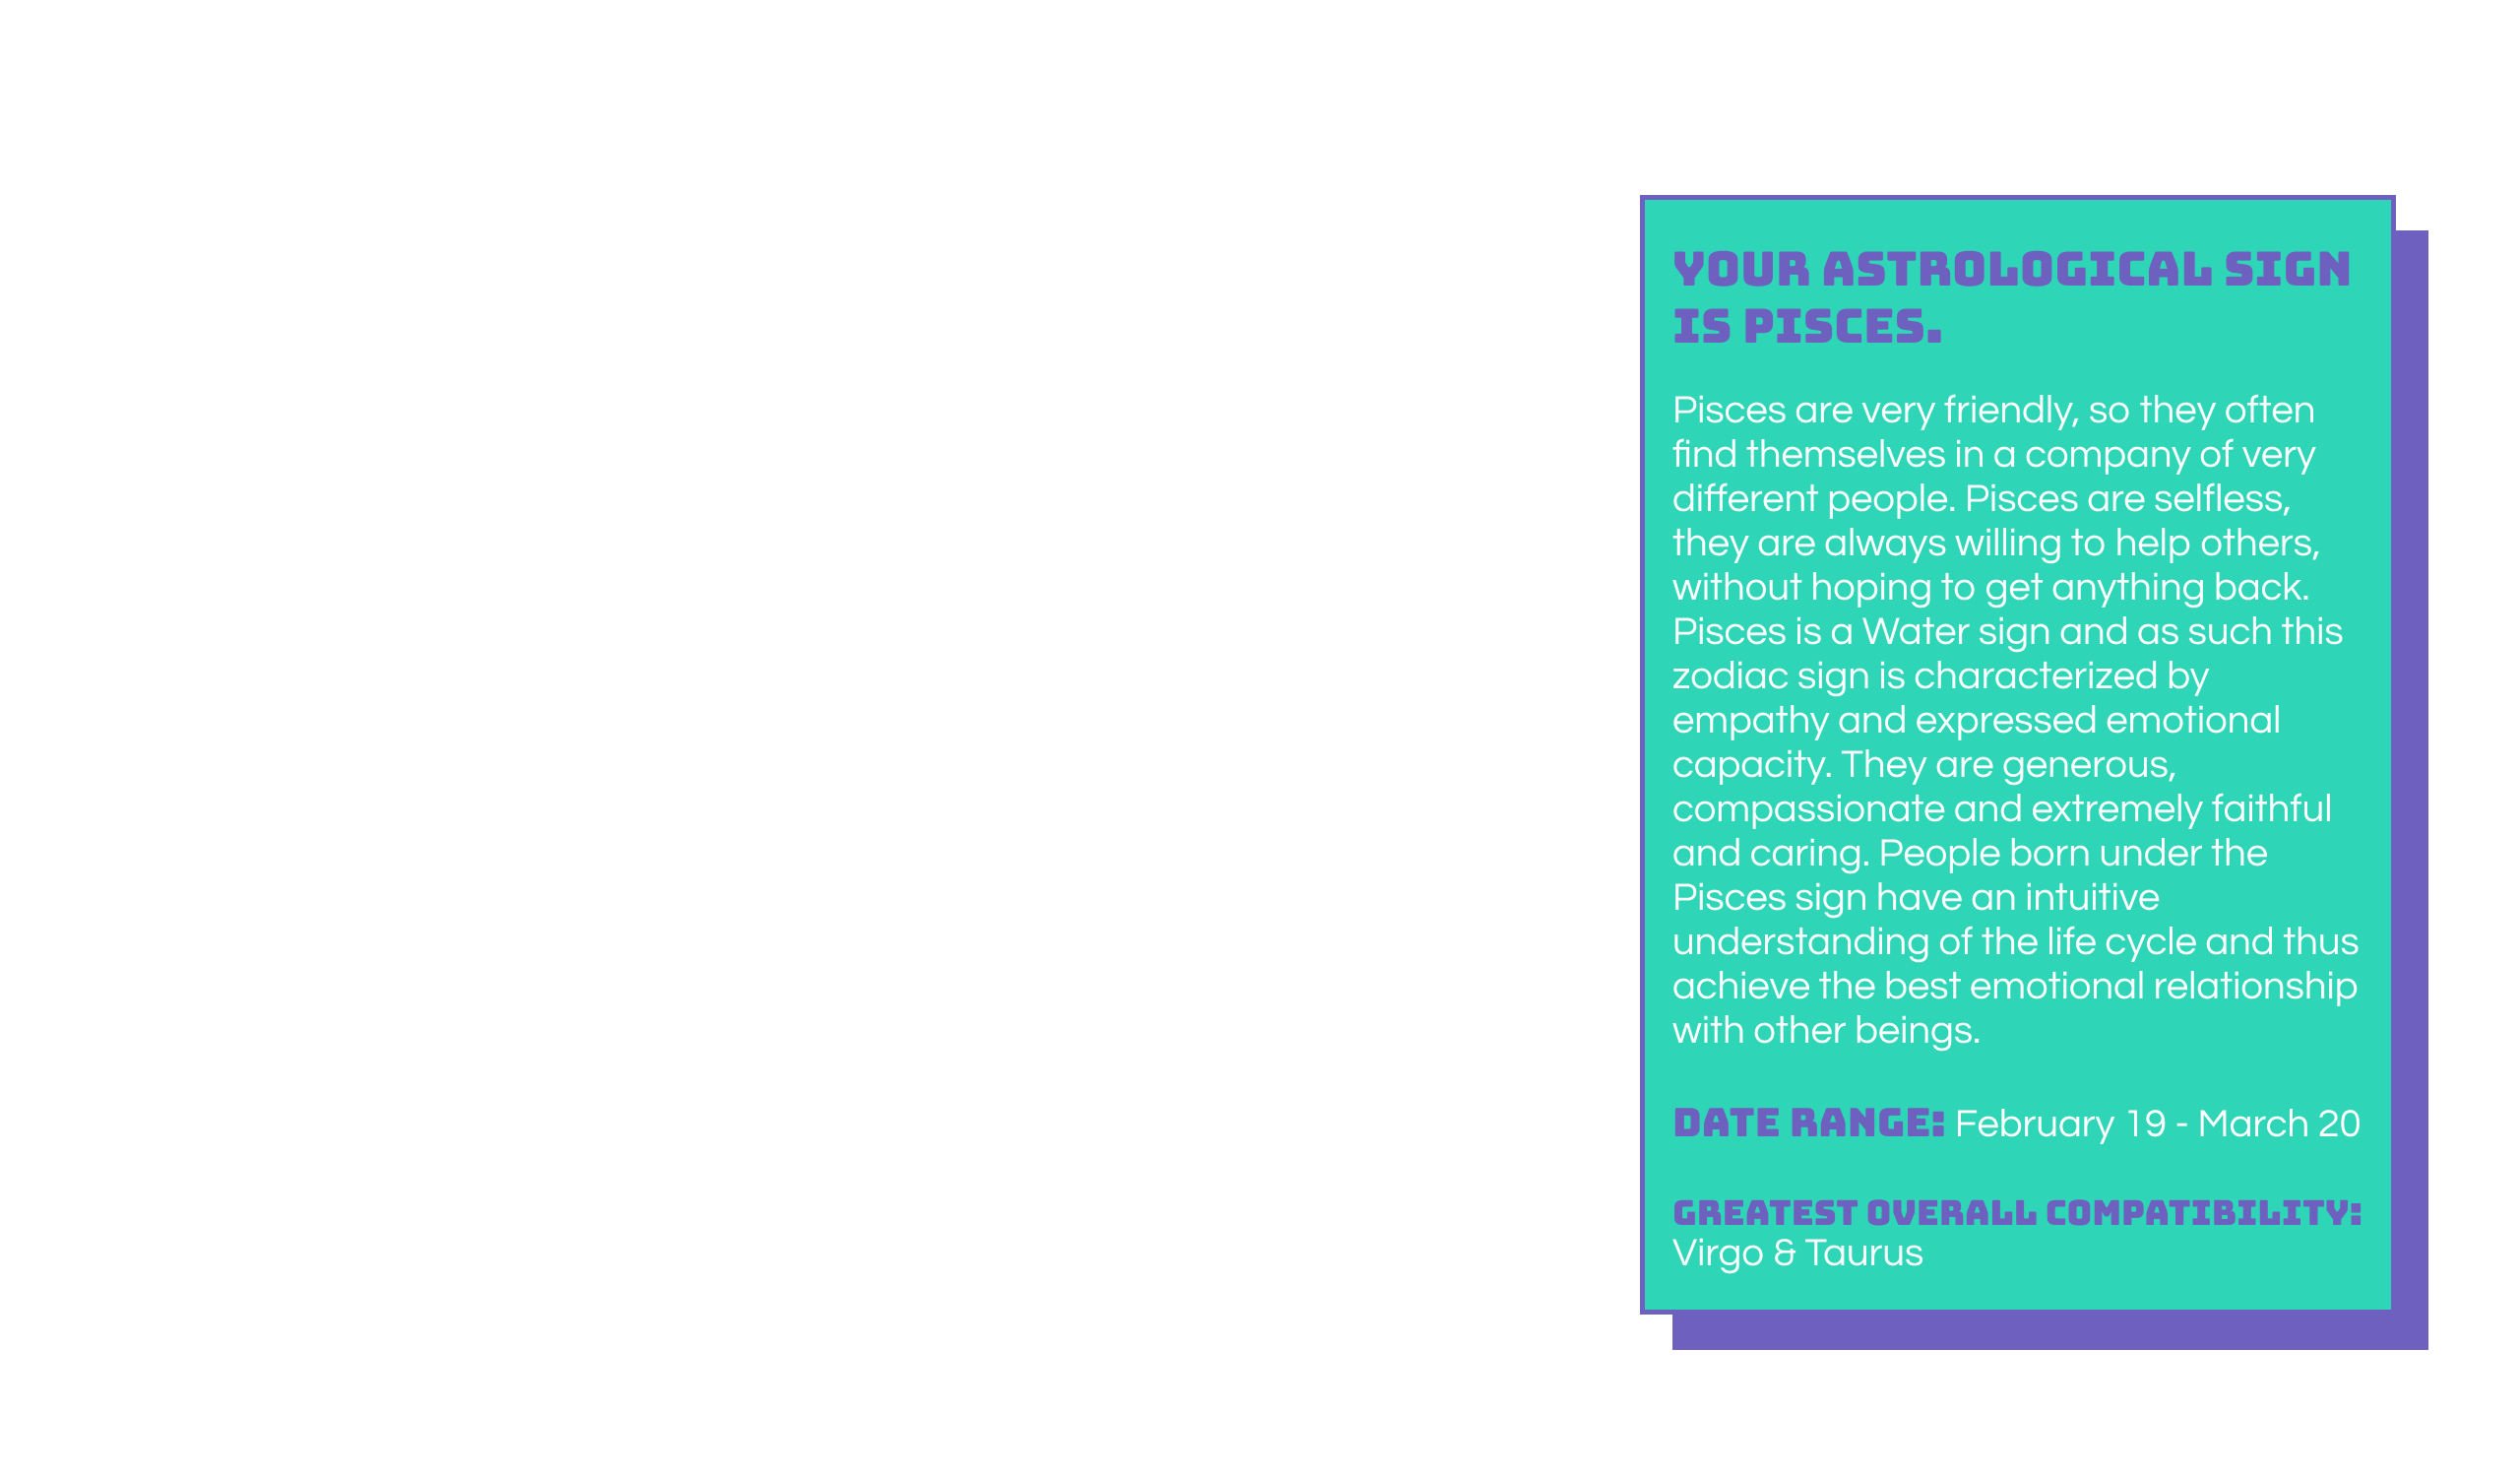 YOUR ASTROLOGICAL SIGN
IS PISCES.
Pisces are very friendly, so they often
find themselves in a company of very
different people. Pisces are selfless,
they are always willing to help others,
without hoping to get anything back.
Pisces is a Water sign and as such this
zodiac sign is characterized by
empathy and expressed emotional
capacity. They are generous,
compassionate and extremely faithful
and caring. People born under the
Pisces sign have an intuitive
understanding of the life cycle and thus
achieve the best emotional relationship
with other beings.
DATE RANGE: February 19 - March 20
GREATEST OVERALL COMPATIBILITY:
Virgo & Taurus